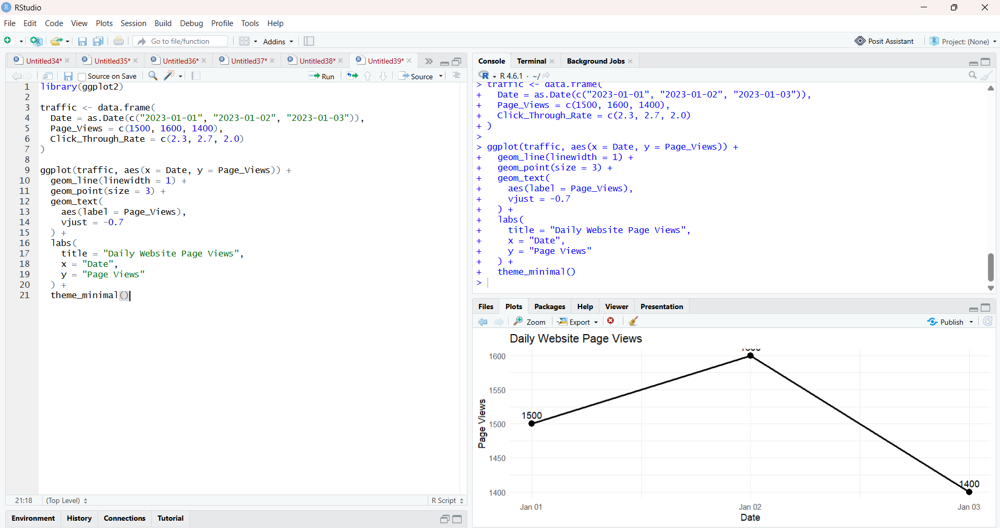 RStudio
File Edit Code View Plots Session Build Debug Profile Tools Help
Go to file/function Addins Posit Assistant Project: (None)
Untitled34* Untitled35* Untitled36* Untitled37* Untitled38* Untitled39*
Source on Save Run Source
1 library(ggplot2)
2
3 traffic <- data.frame(
4   Date = as.Date(c("2023-01-01", "2023-01-02", "2023-01-03")),
5   Page_Views = c(1500, 1600, 1400),
6   Click_Through_Rate = c(2.3, 2.7, 2.0)
7 )
8
9 ggplot(traffic, aes(x = Date, y = Page_Views)) +
10   geom_line(linewidth = 1) +
11   geom_point(size = 3) +
12   geom_text(
13     aes(label = Page_Views),
14     vjust = -0.7
15   ) +
16   labs(
17     title = "Daily Website Page Views",
18     x = "Date",
19     y = "Page Views"
20   ) +
21   theme_minimal()
21:18 (Top Level) R Script
Environment History Connections Tutorial
Console Terminal Background Jobs
R 4.6.1 · ~/
> traffic <- data.frame(
+   Date = as.Date(c("2023-01-01", "2023-01-02", "2023-01-03")),
+   Page_Views = c(1500, 1600, 1400),
+   Click_Through_Rate = c(2.3, 2.7, 2.0)
+ )
>
> ggplot(traffic, aes(x = Date, y = Page_Views)) +
+   geom_line(linewidth = 1) +
+   geom_point(size = 3) +
+   geom_text(
+     aes(label = Page_Views),
+     vjust = -0.7
+   ) +
+   labs(
+     title = "Daily Website Page Views",
+     x = "Date",
+     y = "Page Views"
+   ) +
+   theme_minimal()
>
Files Plots Packages Help Viewer Presentation
Zoom Export Publish
Daily Website Page Views
1600
1550
1500
1500
1450
1400
1400
Page Views
Jan 01 Jan 02 Jan 03
Date